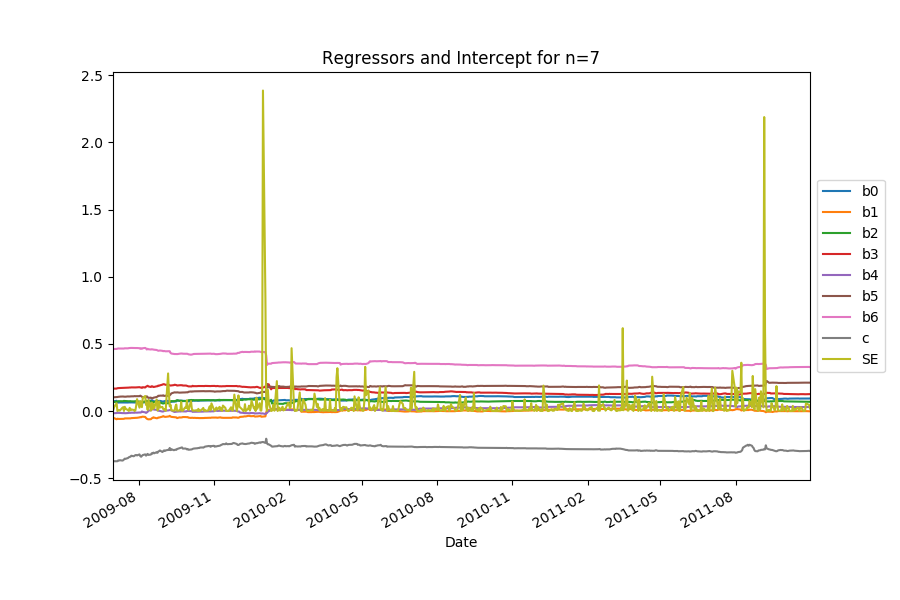 Regressors and Intercept for n=7
2.5
2.0
1.5
1.0
0.5
0.0
−0.5
2009-08
2009-11
2010-02
2010-05
2010-08
2010-11
2011-02
2011-05
2011-08
Date
b0
b1
b2
b3
b4
b5
b6
c
SE